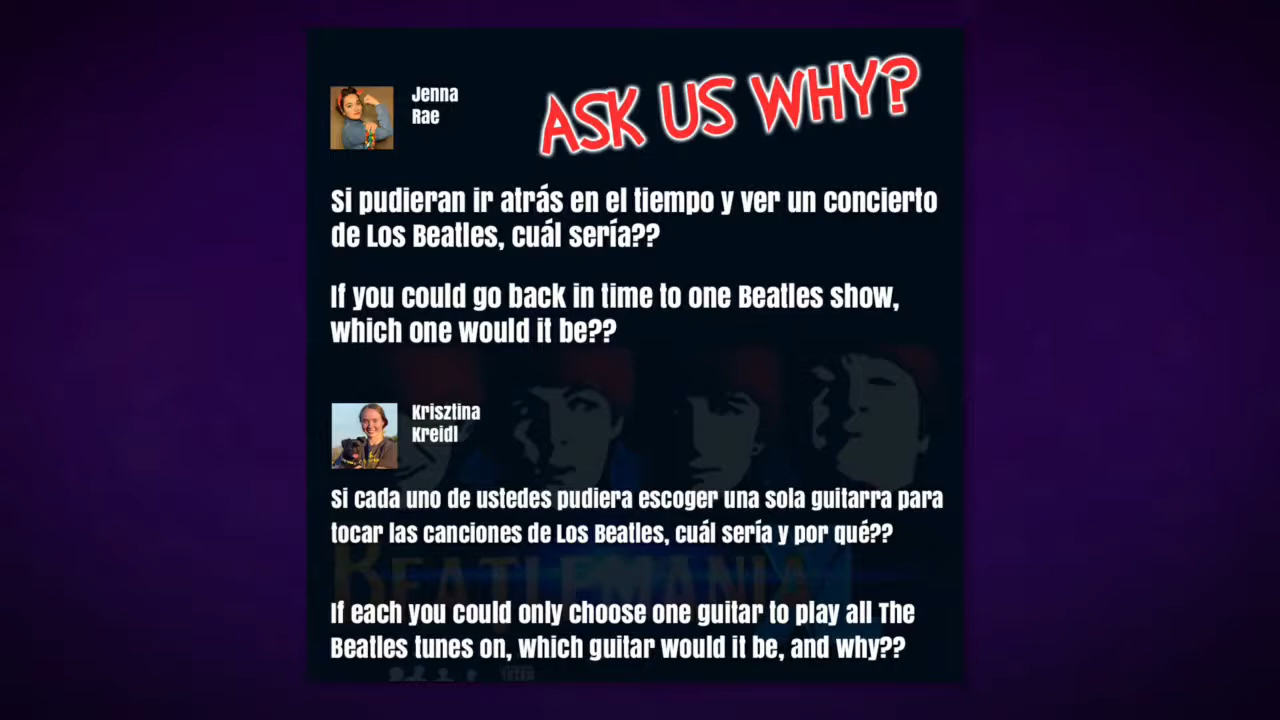 ASK US WHY?
Jenna
Rae
Si pudieran ir atrás en el tiempo y ver un concierto
de Los Beatles, cuál sería??
If you could go back in time to one Beatles show,
which one would it be??
Krisztina
Kreidl
Si cada uno de ustedes pudiera escoger una sola guitarra para
tocar las canciones de Los Beatles, cuál sería y por qué??
BEATLEMANIA
If each you could only choose one guitar to play all The
Beatles tunes on, which guitar would it be, and why??